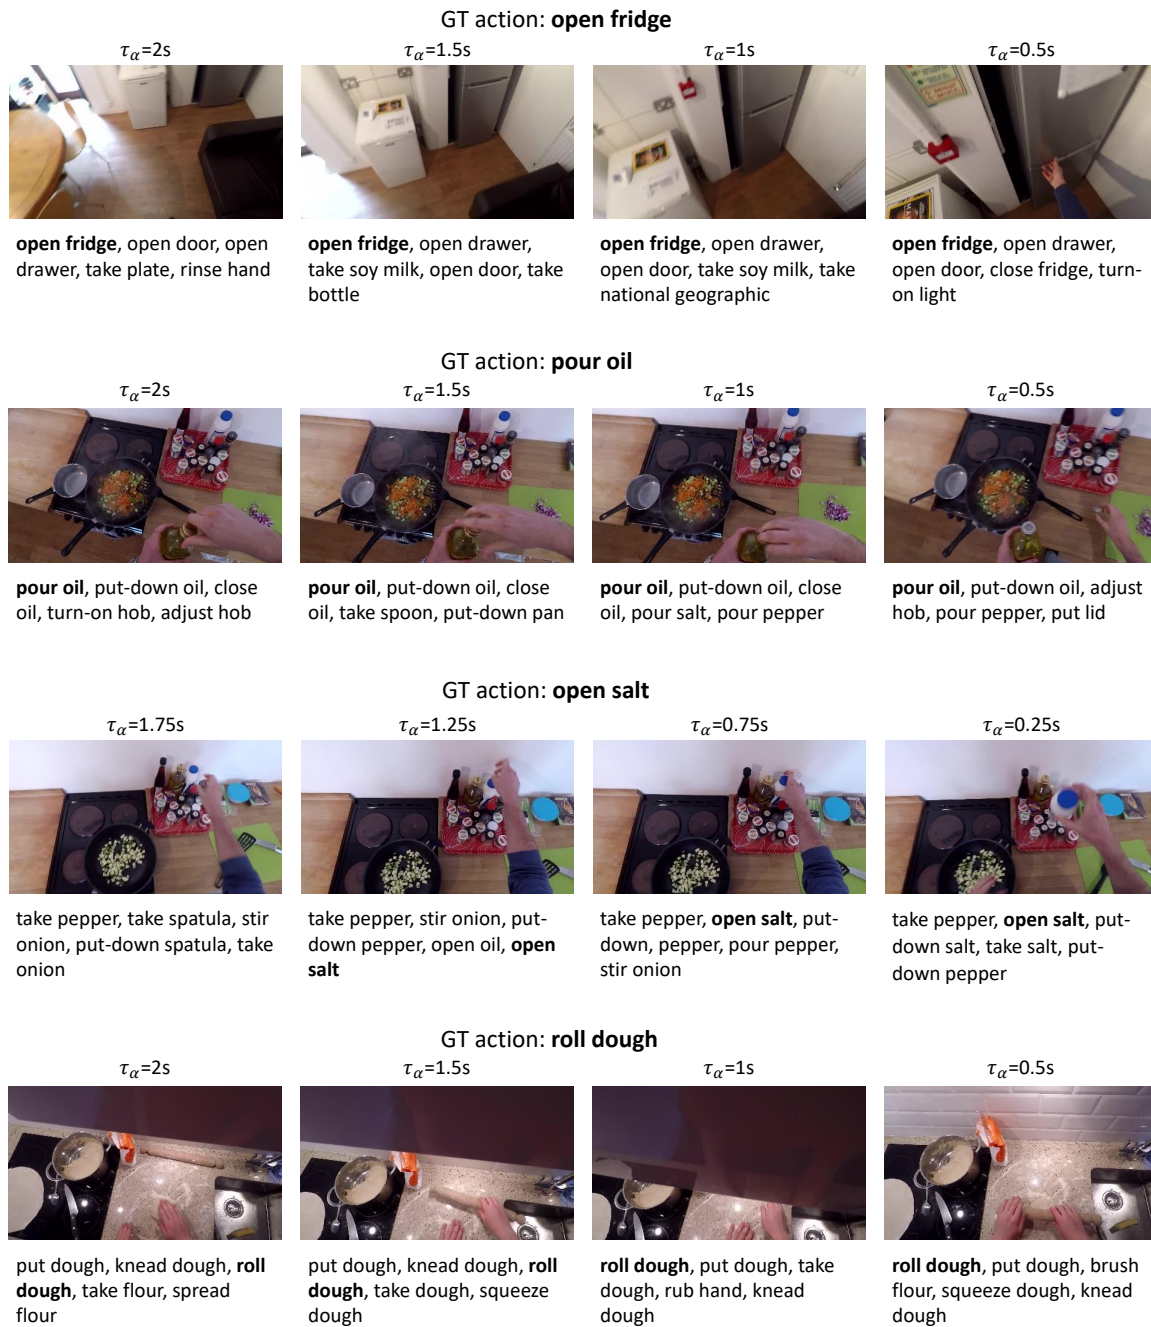 GT action: open fridge
τα=2s
τα=1.5s
τα=1s
τα=0.5s
open fridge, open door, open
drawer, take plate, rinse hand
open fridge, open drawer,
take soy milk, open door, take
bottle
open fridge, open drawer,
open door, take soy milk, take
national geographic
open fridge, open drawer,
open door, close fridge, turn-
on light
GT action: pour oil
τα=2s
τα=1.5s
τα=1s
τα=0.5s
pour oil, put-down oil, close
oil, turn-on hob, adjust hob
pour oil, put-down oil, close
oil, take spoon, put-down pan
pour oil, put-down oil, close
oil, pour salt, pour pepper
pour oil, put-down oil, adjust
hob, pour pepper, put lid
GT action: open salt
τα=1.75s
τα=1.25s
τα=0.75s
τα=0.25s
take pepper, take spatula, stir
onion, put-down spatula, take
onion
take pepper, stir onion, put-
down pepper, open oil, open
salt
take pepper, open salt, put-
down, pepper, pour pepper,
stir onion
take pepper, open salt, put-
down salt, take salt, put-
down pepper
GT action: roll dough
τα=2s
τα=1.5s
τα=1s
τα=0.5s
put dough, knead dough, roll
dough, take flour, spread
flour
put dough, knead dough, roll
dough, take dough, squeeze
dough
roll dough, put dough, take
dough, rub hand, knead
dough
roll dough, put dough, brush
flour, squeeze dough, knead
dough